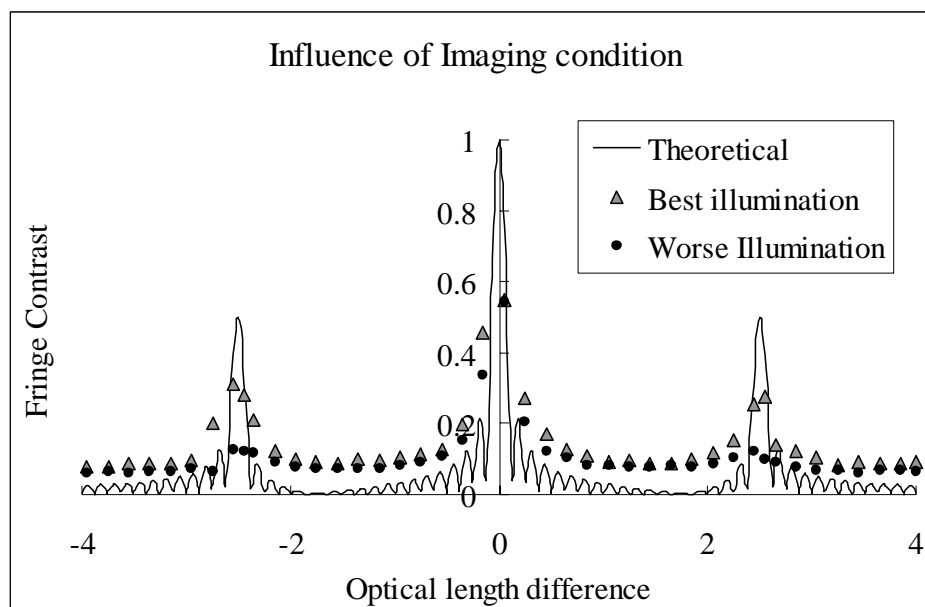 Influence of Imaging condition
Theoretical
Best illumination
Worse Illumination
Fringe Contrast
1
0.8
0.6
0.4
0.2
0
-4 -2 0 2 4
Optical length difference